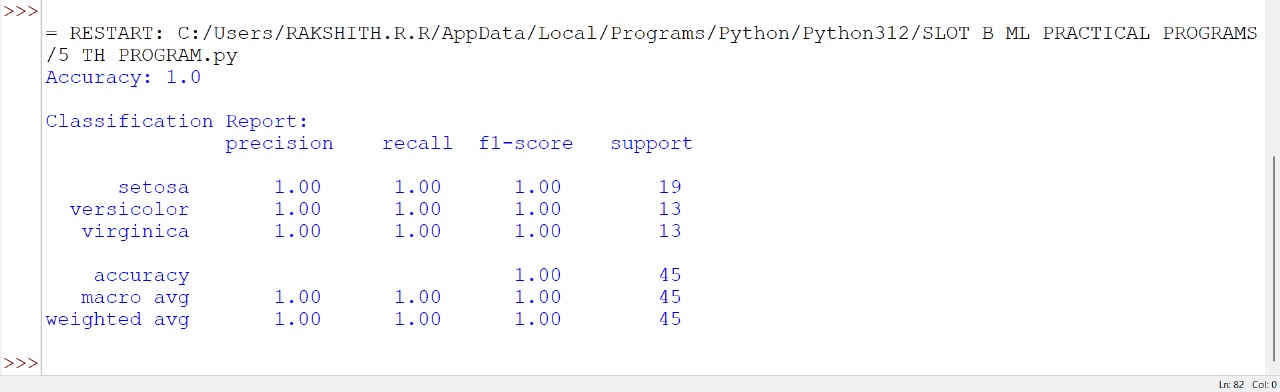 >>>
= RESTART: C:/Users/RAKSHITH.R.R/AppData/Local/Programs/Python/Python312/SLOT B ML PRACTICAL PROGRAMS
/5 TH PROGRAM.py
Accuracy: 1.0
Classification Report:
precision recall f1-score support
setosa 1.00 1.00 1.00 19
versicolor 1.00 1.00 1.00 13
virginica 1.00 1.00 1.00 13
accuracy 1.00 45
macro avg 1.00 1.00 1.00 45
weighted avg 1.00 1.00 1.00 45
>>>
Ln: 82 Col: 0